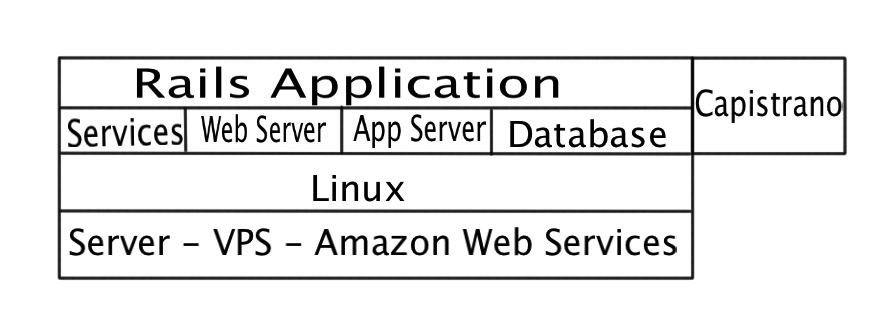 Rails Application
Capistrano
Services Web Server App Server Database
Linux
Server – VPS – Amazon Web Services